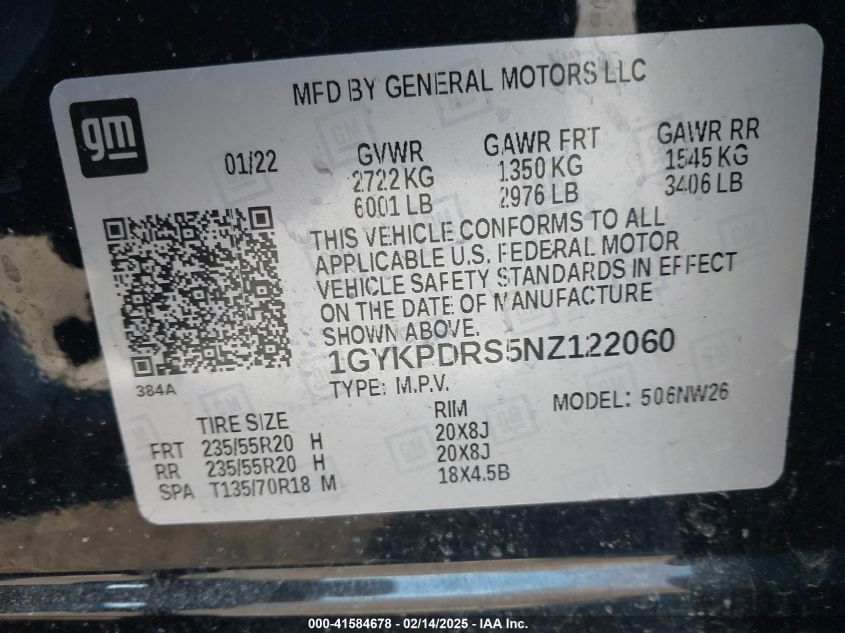 MFD BY GENERAL MOTORS LLC
gm
01/22
GVWR
2722 KG
6001 LB
GAWR FRT
1350 KG
2976 LB
GAWR RR
1545 KG
3406 LB
THIS VEHICLE CONFORMS TO ALL
APPLICABLE U.S. FEDERAL MOTOR
VEHICLE SAFETY STANDARDS IN EFFECT
ON THE DATE OF MANUFACTURE
SHOWN ABOVE.
1GYKPDRS5NZ122060
384A
TYPE: M.P.V.
MODEL: 506NW26
TIRE SIZE
RIM
FRT 235/55R20 H 20X8J
RR 235/55R20 H 20X8J
SPA T135/70R18 M 18X4.5B
000-41584678 - 02/14/2025 - IAA Inc.